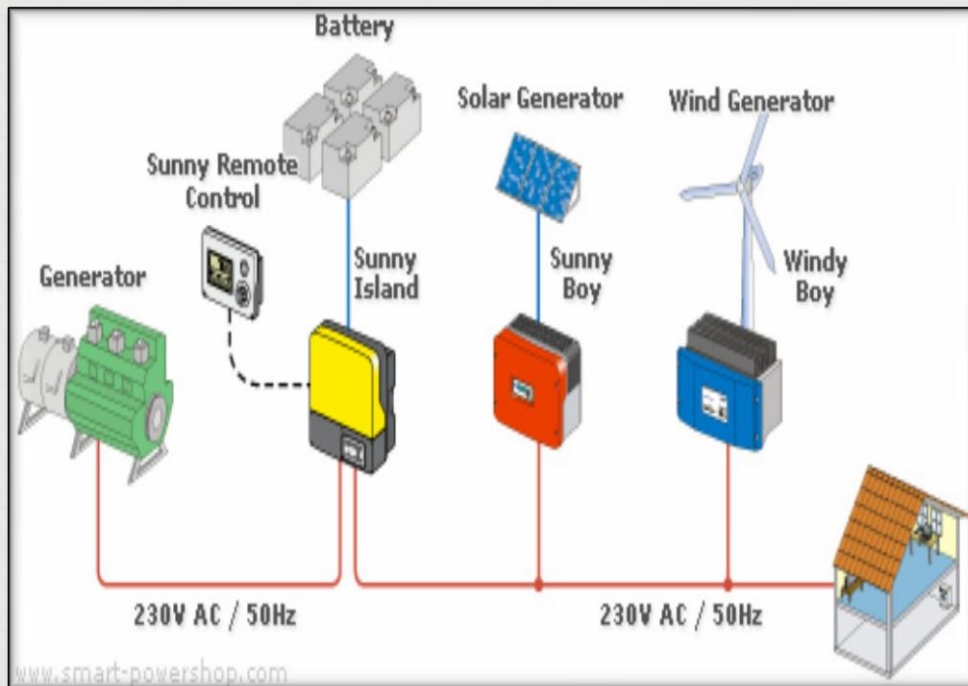 Battery
Solar Generator
Wind Generator
Sunny Remote
Control
Generator
Sunny
Island
Sunny
Boy
Windy
Boy
230V AC / 50Hz
230V AC / 50Hz
www.smart-powershop.com